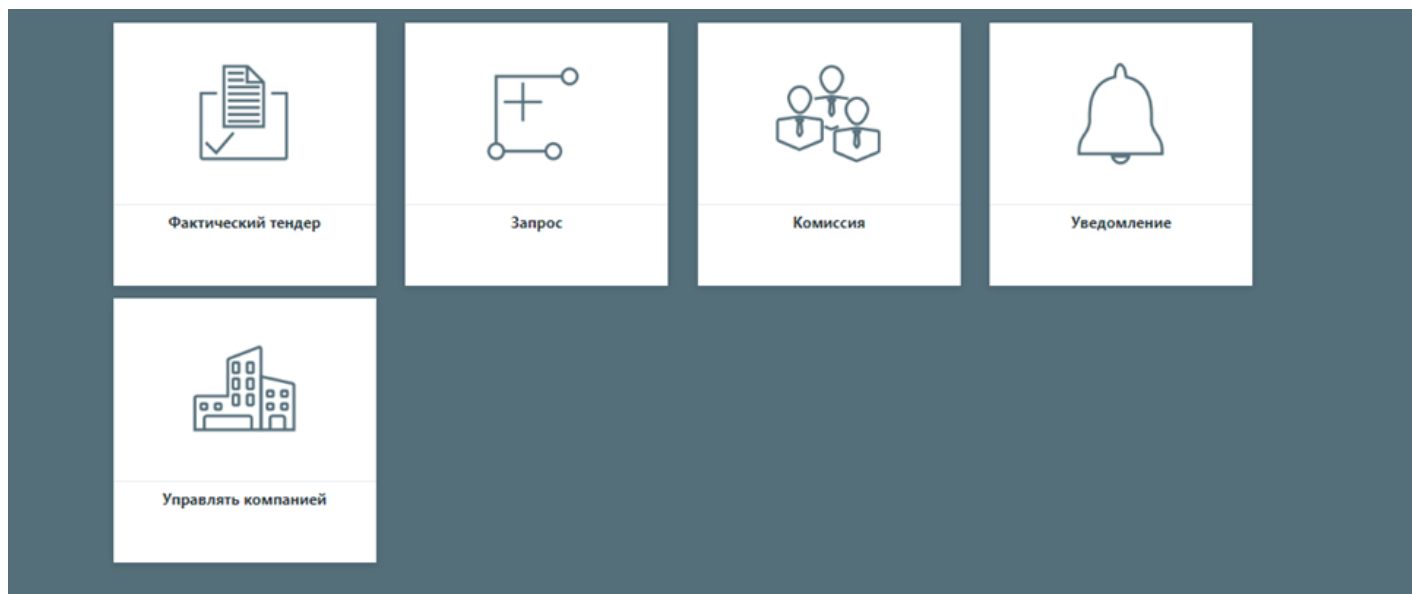 Фактический тендер
Запрос
Комиссия
Уведомление
Управлять компанией